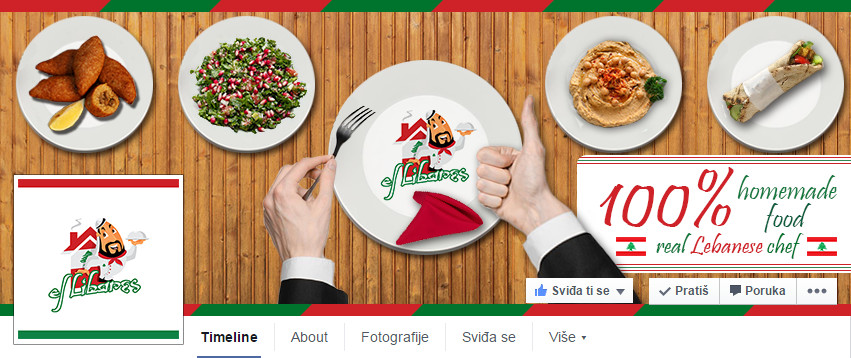 el Libanes
100% homemade
food
real Lebanese chef
el Libanes
Sviđa ti se
Pratiš
Poruka
Timeline
About
Fotografije
Sviđa se
Više